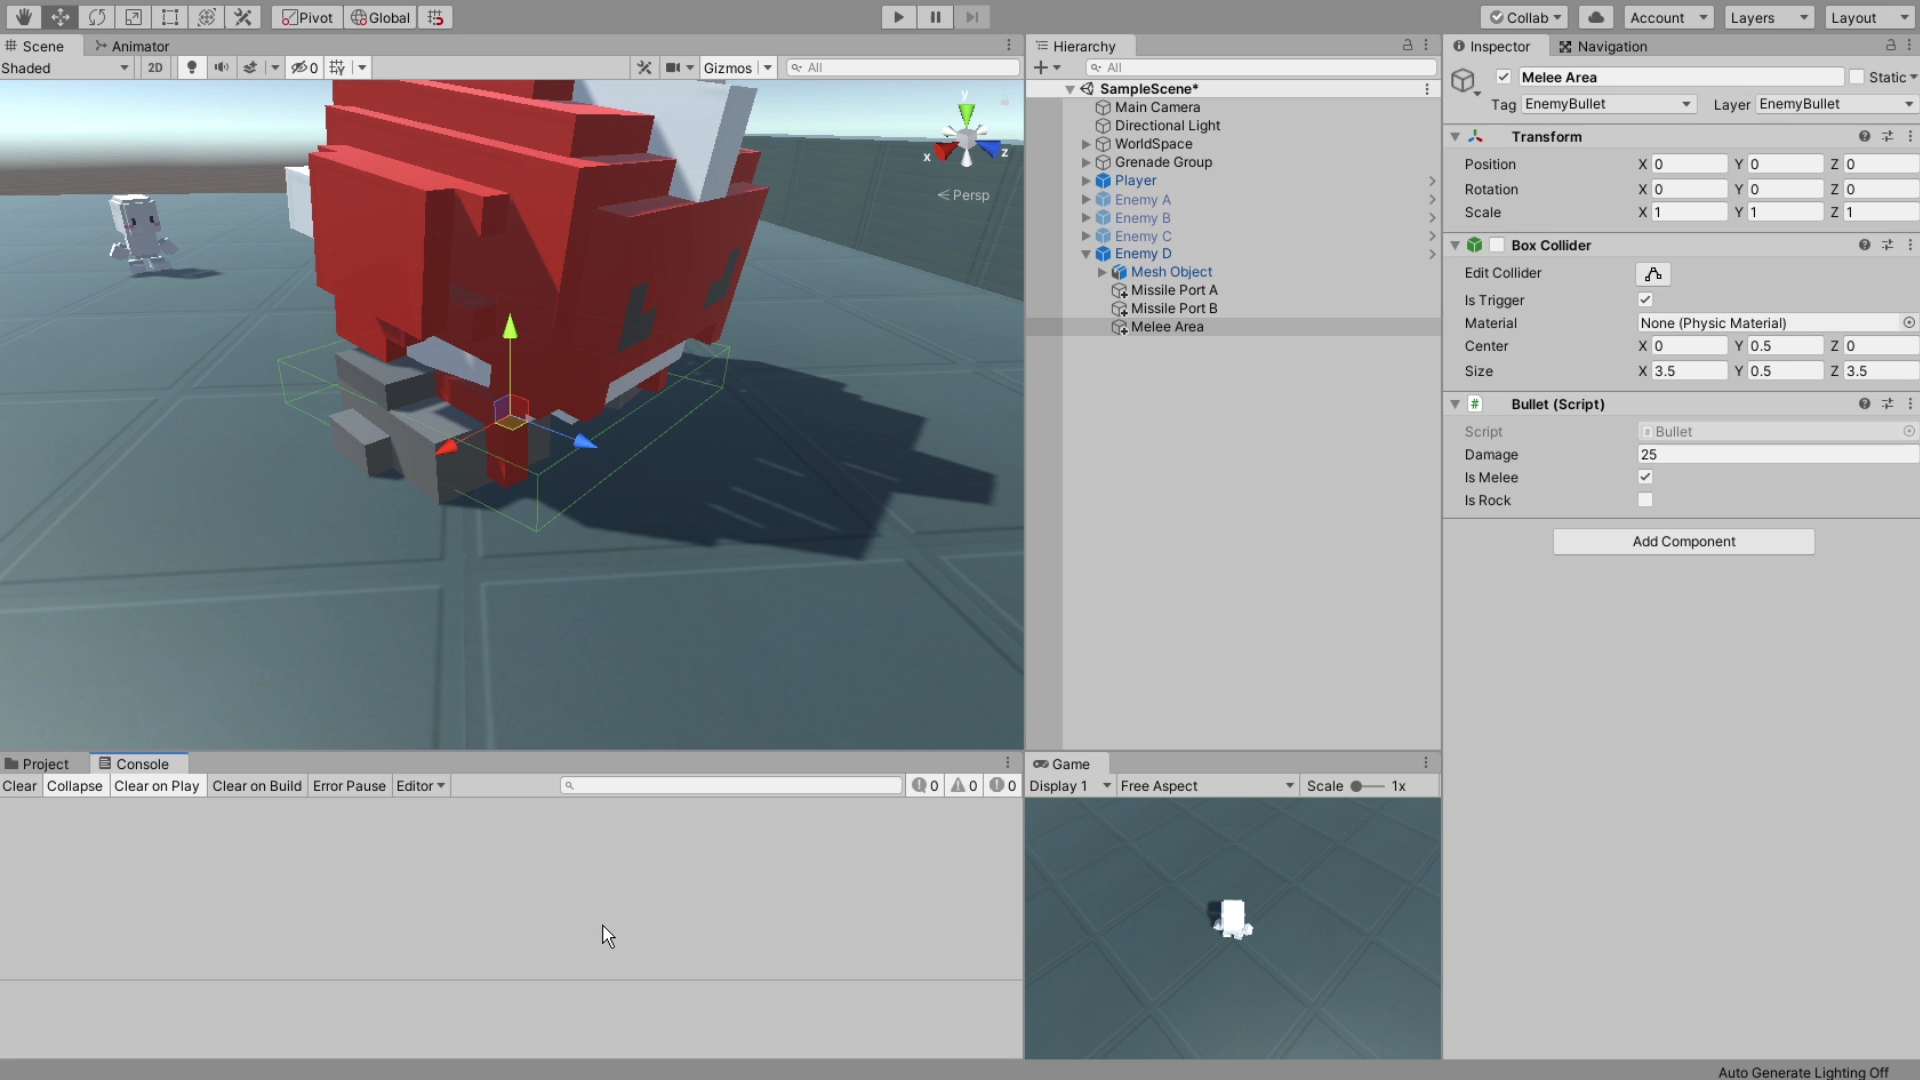 Pivot Global Collab Account Layers Layout
Scene Animator
Shaded 2D 0 Gizmos All
y
x z
Persp
Hierarchy
All
SampleScene*
Main Camera
Directional Light
WorldSpace
Grenade Group
Player
Enemy A
Enemy B
Enemy C
Enemy D
Mesh Object
Missile Port A
Missile Port B
Melee Area
Inspector Navigation
Melee Area Static
Tag EnemyBullet Layer EnemyBullet
Transform
Position X 0 Y 0 Z 0
Rotation X 0 Y 0 Z 0
Scale X 1 Y 1 Z 1
Box Collider
Edit Collider
Is Trigger
Material None (Physic Material)
Center X 0 Y 0.5 Z 0
Size X 3.5 Y 0.5 Z 3.5
Bullet (Script)
Script Bullet
Damage 25
Is Melee
Is Rock
Add Component
Project Console
Clear Collapse Clear on Play Clear on Build Error Pause Editor 0 0 0
Game
Display 1 Free Aspect Scale 1x
Auto Generate Lighting Off